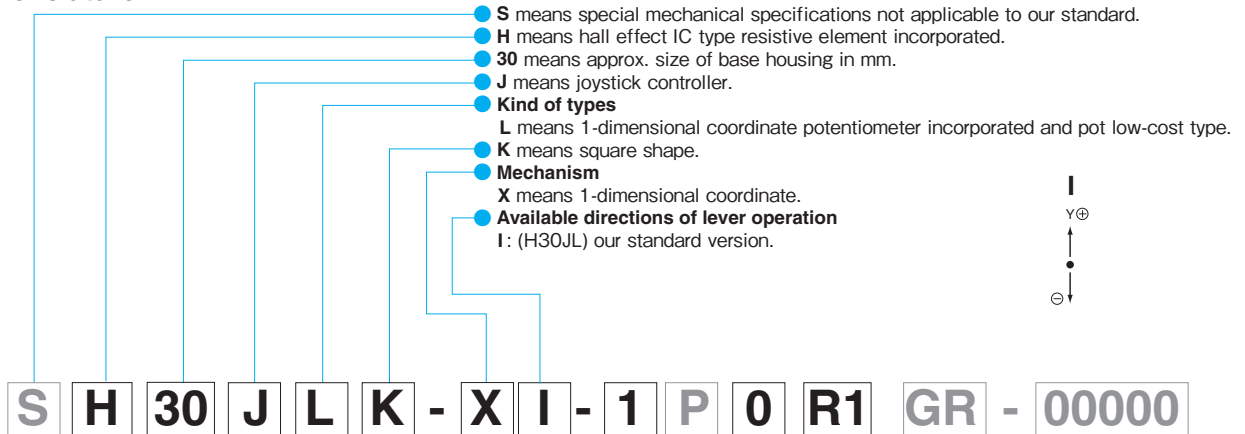 S means special mechanical specifications not applicable to our standard.
H means hall effect IC type resistive element incorporated.
30 means approx. size of base housing in mm.
J means joystick controller.
Kind of types
L means 1-dimensional coordinate potentiometer incorporated and pot low-cost type.
K means square shape.
Mechanism
X means 1-dimensional coordinate.
Available directions of lever operation
I : (H30JL) our standard version.
I
Y⊕
⊖
S H 30 J L K - X I - 1 P 0 R1 GR - 00000